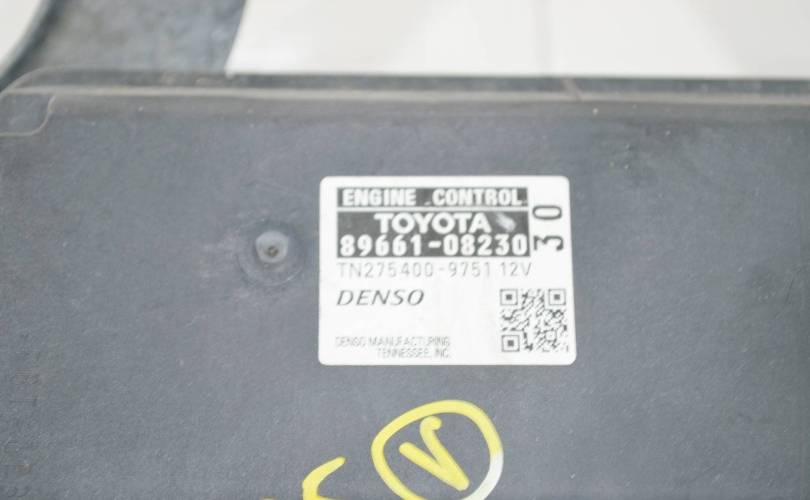 ENGINE CONTROL
TOYOTA
89661-08230
30
TN275400-9751 12V
DENSO
DENSO MANUFACTURING
TENNESSEE, INC.
V